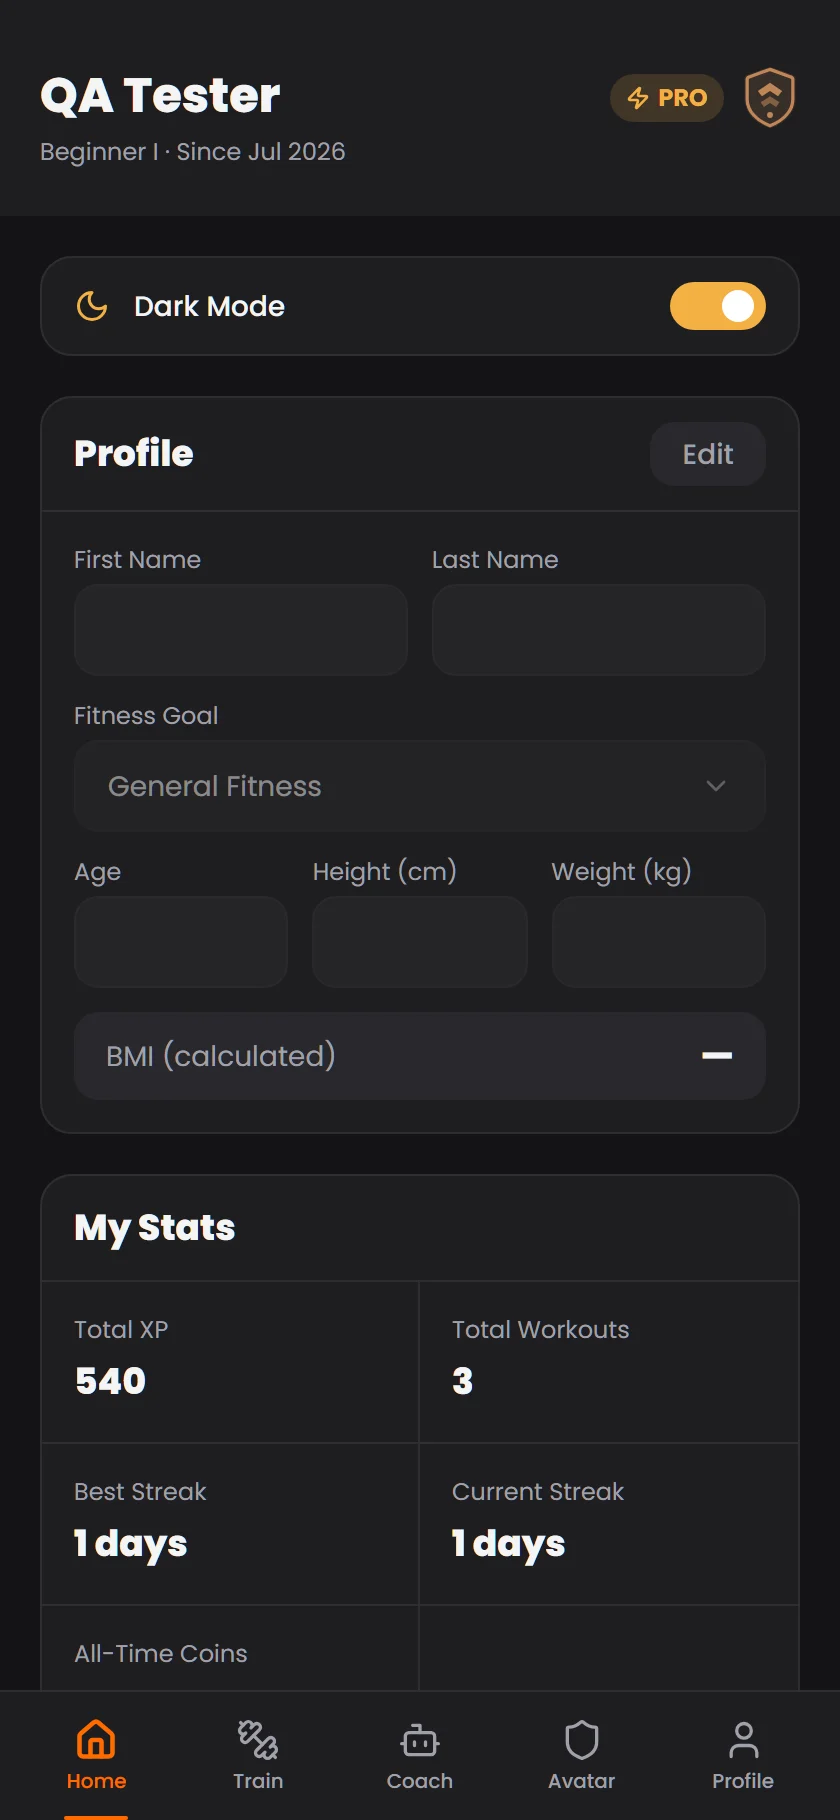 QA Tester
PRO
Beginner I · Since Jul 2026
Dark Mode
Profile
Edit
First Name
Last Name
Fitness Goal
General Fitness
Age
Height (cm)
Weight (kg)
BMI (calculated)
—
My Stats
Total XP
Total Workouts
540
3
Best Streak
Current Streak
1 days
1 days
All-Time Coins
Home
Train
Coach
Avatar
Profile